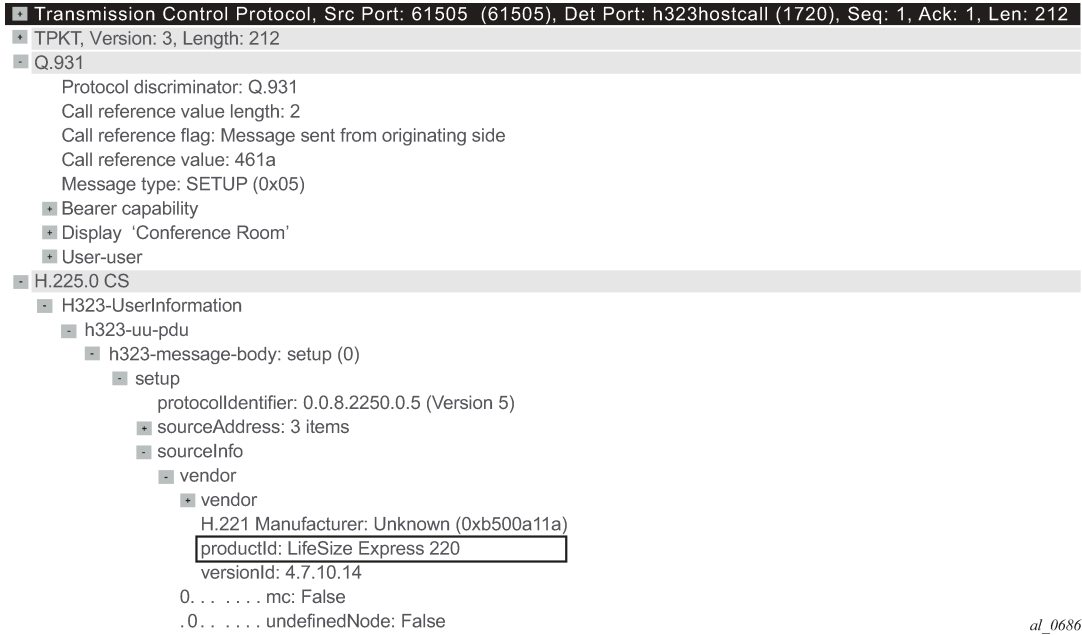 Transmission Control Protocol, Src Port: 61505 (61505), Det Port: h323hostcall (1720), Seq: 1, Ack: 1, Len: 212
TPKT, Version: 3, Length: 212
Q.931
Protocol discriminator: Q.931
Call reference value length: 2
Call reference flag: Message sent from originating side
Call reference value: 461a
Message type: SETUP (0x05)
Bearer capability
Display ‘Conference Room’
User-user
H.225.0 CS
H323-UserInformation
h323-uu-pdu
h323-message-body: setup (0)
setup
protocolIdentifier: 0.0.8.2250.0.5 (Version 5)
sourceAddress: 3 items
sourceInfo
vendor
vendor
H.221 Manufacturer: Unknown (0xb500a11a)
productId: LifeSize Express 220
versionId: 4.7.10.14
0. . . . . . . mc: False
.0. . . . . . undefinedNode: False
al_0686